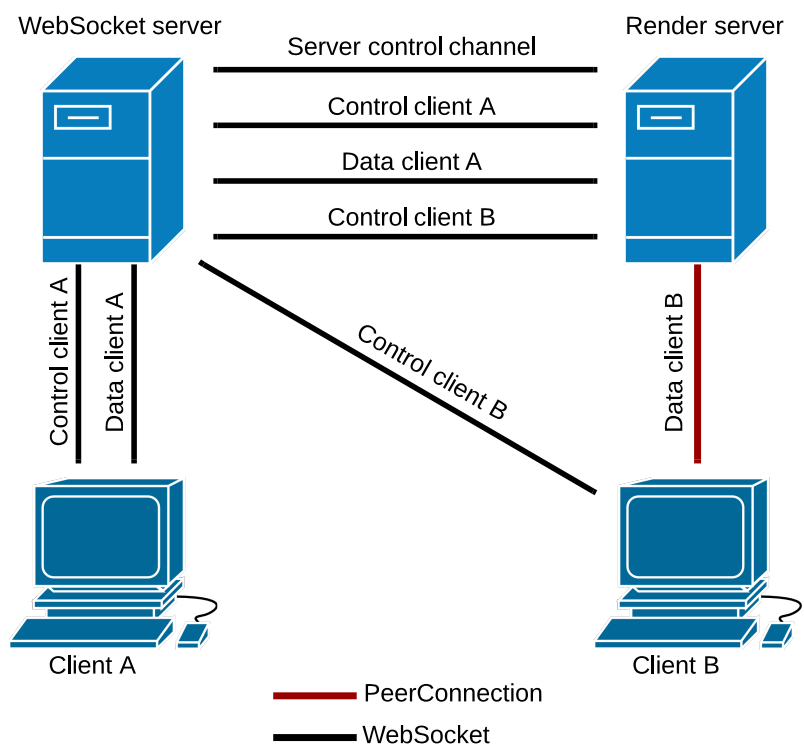 WebSocket server
Render server
Server control channel
Control client A
Data client A
Control client B
Control client A
Data client A
Control client B
Data client B
Client A
Client B
PeerConnection
WebSocket